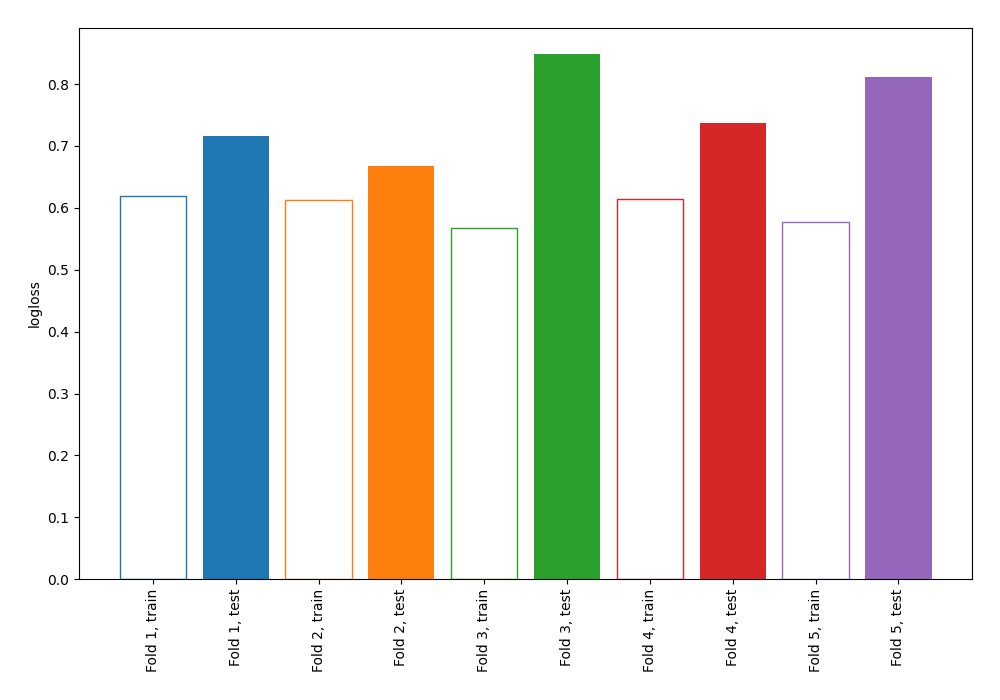 logloss
0.8
0.7
0.6
0.5
0.4
0.3
0.2
0.1
0.0
Fold 1, train
Fold 1, test
Fold 2, train
Fold 2, test
Fold 3, train
Fold 3, test
Fold 4, train
Fold 4, test
Fold 5, train
Fold 5, test